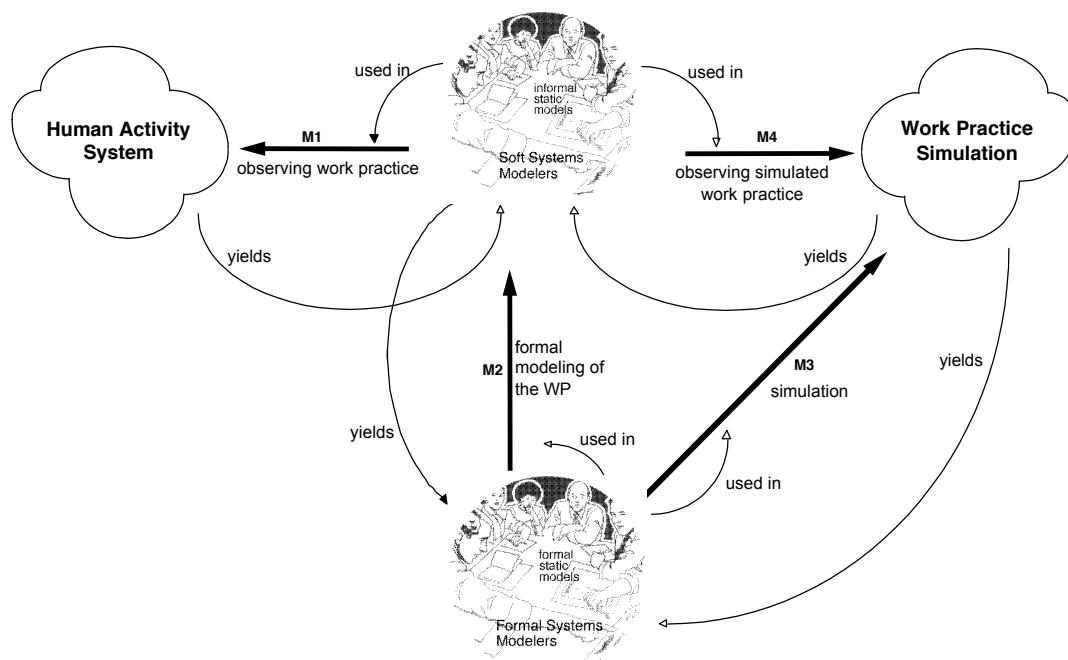 used in
used in
informal
static
models
Human Activity
System
M1
observing work practice
Soft Systems
Modelers
M4
observing simulated
work practice
Work Practice
Simulation
yields
yields
M2
formal
modeling of
the WP
M3
simulation
yields
yields
used in
used in
formal
static
models
Formal Systems
Modelers